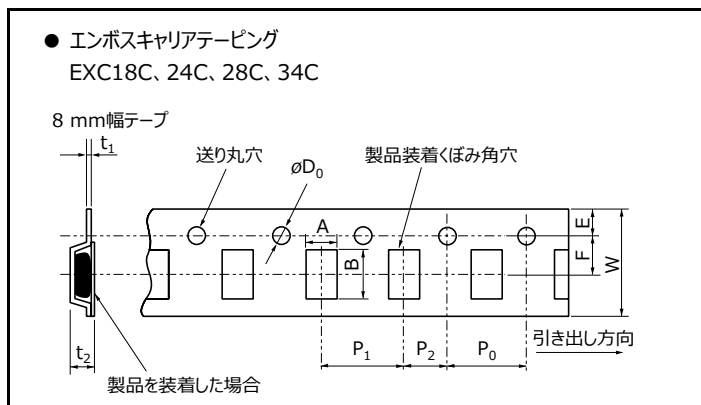 ● エンボスキャリアテーピング
EXC18C、24C、28C、34C
8 mm幅テープ
t₁
送り丸穴
øD₀
製品装着くぼみ角穴
A
B
E
F
W
t₂
P₁
P₂
P₀
引き出し方向
製品を装着した場合